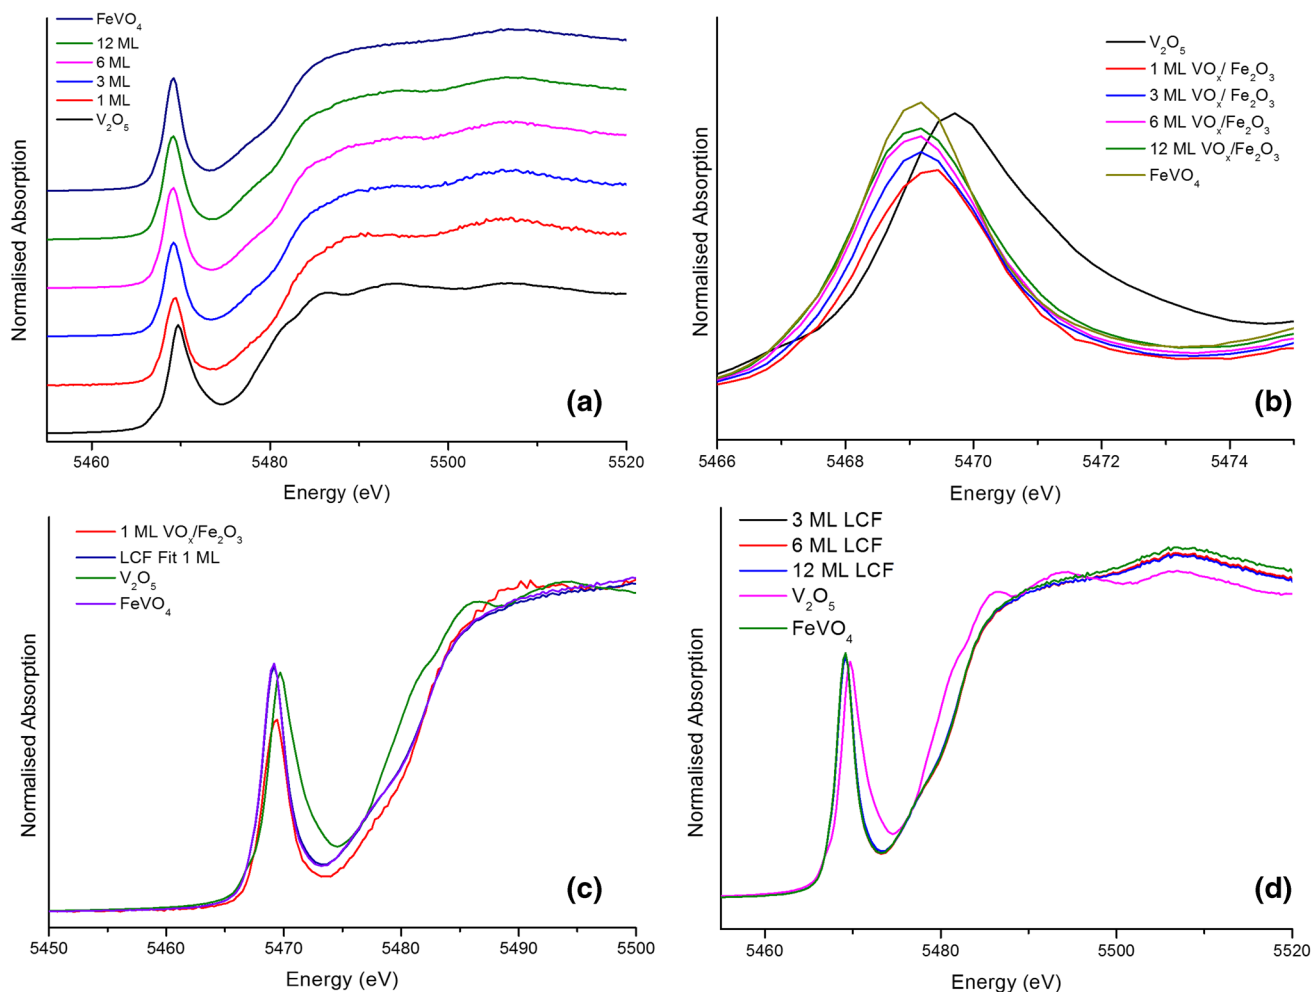 FeVO₄
12 ML
6 ML
3 ML
1 ML
V₂O₅
Normalised Absorption
(a)
5460 5480 5500 5520
Energy (eV)
V₂O₅
1 ML VOₓ/ Fe₂O₃
3 ML VOₓ/ Fe₂O₃
6 ML VOₓ/Fe₂O₃
12 ML VOₓ/Fe₂O₃
FeVO₄
Normalised Absorption
(b)
5466 5468 5470 5472 5474
Energy (eV)
1 ML VOₓ/Fe₂O₃
LCF Fit 1 ML
V₂O₅
FeVO₄
Normalised Absorption
(c)
5450 5460 5470 5480 5490 5500
Energy (eV)
3 ML LCF
6 ML LCF
12 ML LCF
V₂O₅
FeVO₄
Normalised Absorption
(d)
5460 5480 5500 5520
Energy (eV)